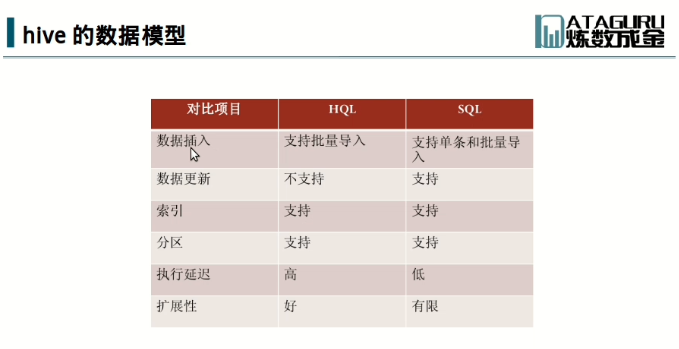 hive 的数据模型
ATAGURU
炼数成金
对比项目 HQL SQL
数据插入 支持批量导入 支持单条和批量导
入
数据更新 不支持 支持
索引 支持 支持
分区 支持 支持
执行延迟 高 低
扩展性 好 有限